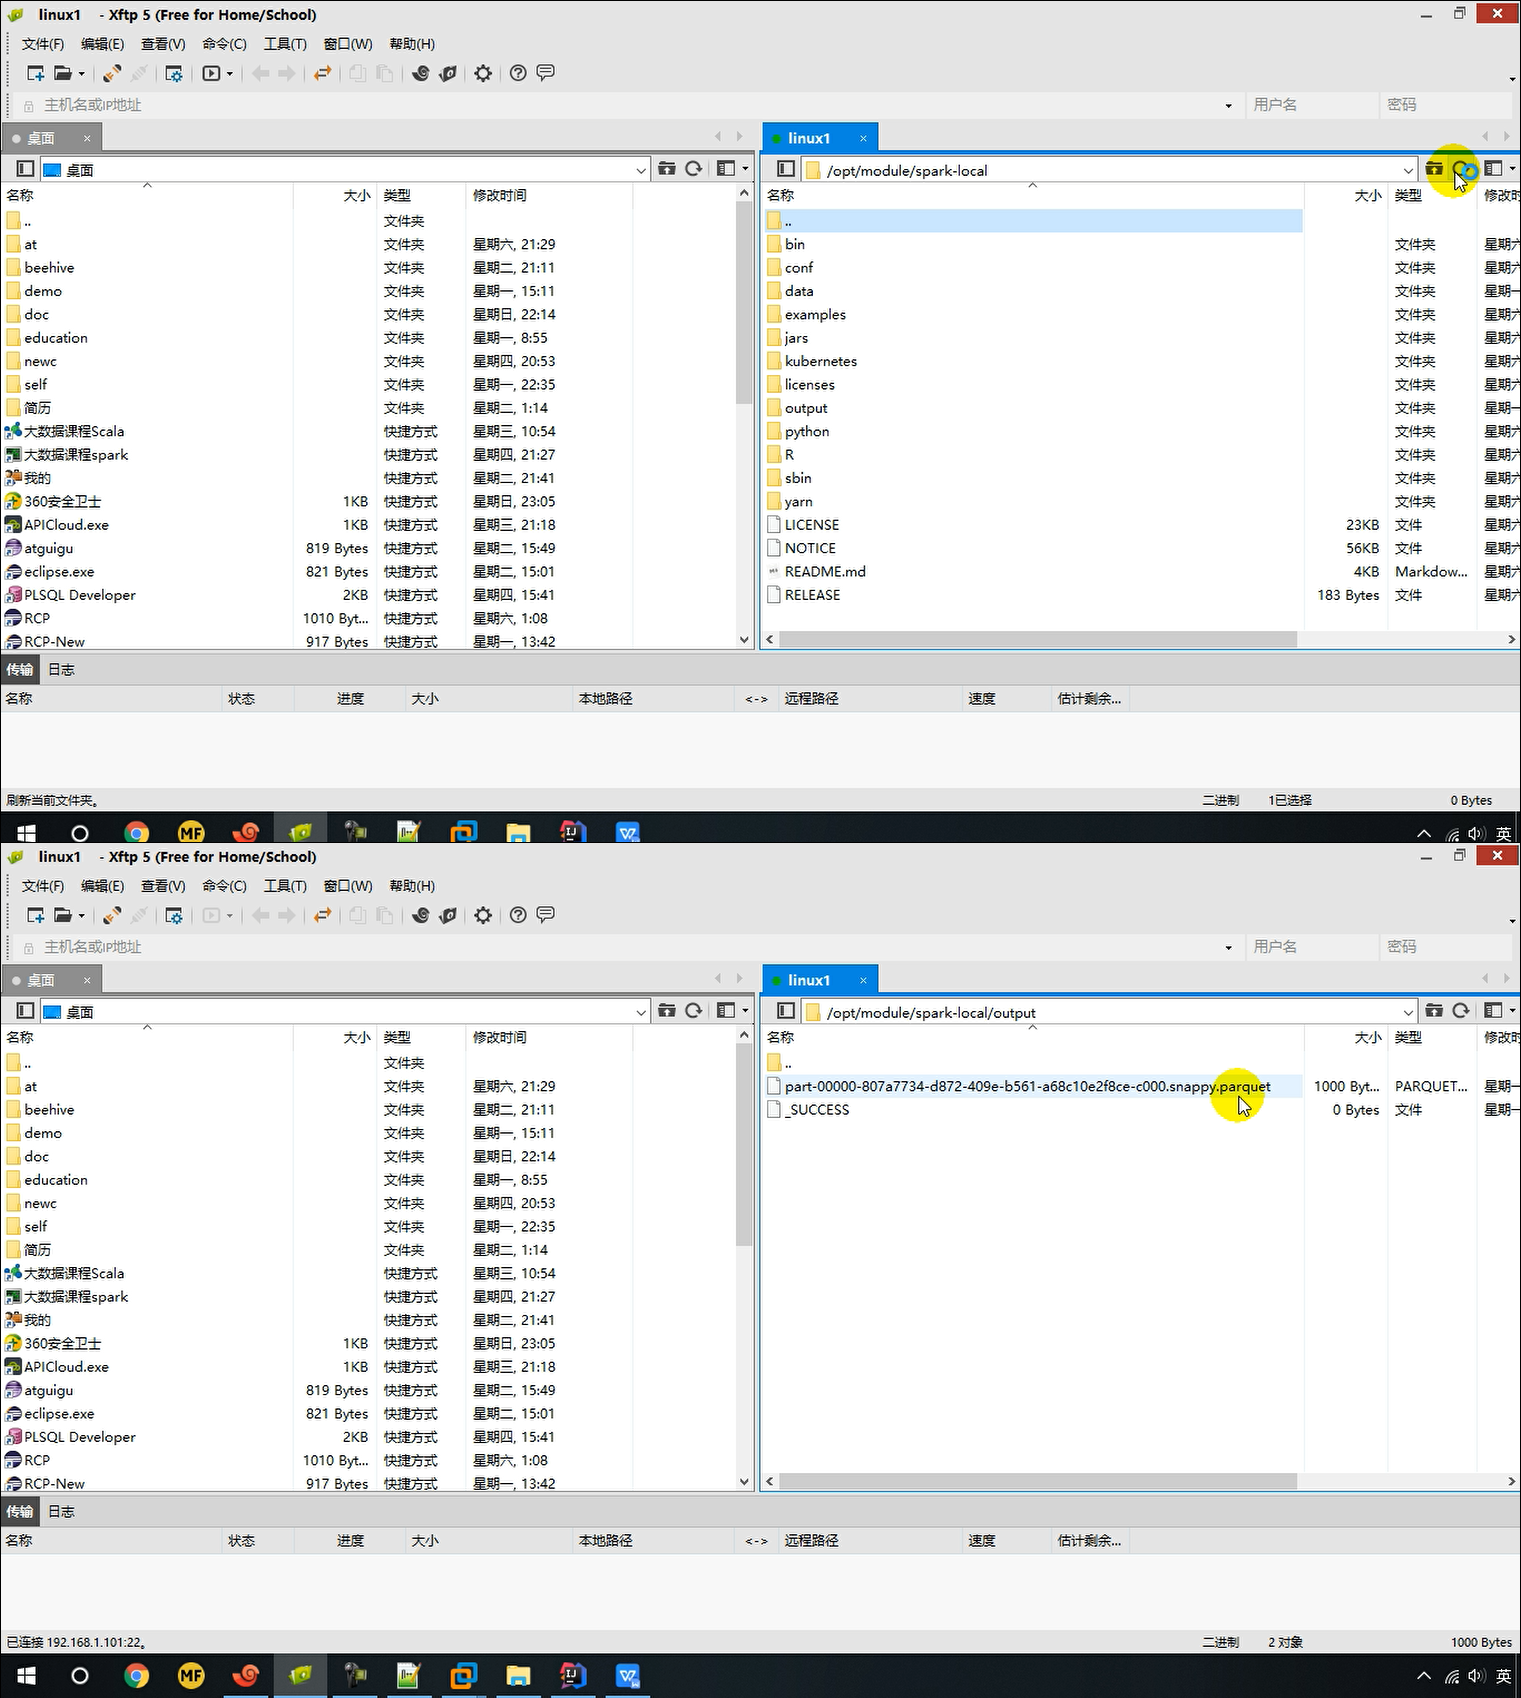 linux1 - Xftp 5 (Free for Home/School)
文件(F) 编辑(E) 查看(V) 命令(C) 工具(T) 窗口(W) 帮助(H)
主机名或IP地址 用户名 密码
桌面 × linux1 ×
桌面 /opt/module/spark-local
名称 大小 类型 修改时间 名称 大小 类型 修改时
.. 文件夹 ..
at 文件夹 星期六, 21:29 bin 文件夹 星期六
beehive 文件夹 星期二, 21:11 conf 文件夹 星期六
demo 文件夹 星期一, 15:11 data 文件夹 星期一
doc 文件夹 星期日, 22:14 examples 文件夹 星期六
education 文件夹 星期一, 8:55 jars 文件夹 星期六
newc 文件夹 星期四, 20:53 kubernetes 文件夹 星期六
self 文件夹 星期一, 22:35 licenses 文件夹 星期六
简历 文件夹 星期二, 1:14 output 文件夹 星期一
大数据课程Scala 快捷方式 星期三, 10:54 python 文件夹 星期六
大数据课程spark 快捷方式 星期四, 21:27 R 文件夹 星期六
我的 快捷方式 星期二, 21:41 sbin 文件夹 星期六
360安全卫士 1KB 快捷方式 星期日, 23:05 yarn 文件夹 星期六
APICloud.exe 1KB 快捷方式 星期三, 21:18 LICENSE 23KB 文件 星期六
atguigu 819 Bytes 快捷方式 星期二, 15:49 NOTICE 56KB 文件 星期六
eclipse.exe 821 Bytes 快捷方式 星期二, 15:01 README.md 4KB Markdow... 星期六
PLSQL Developer 2KB 快捷方式 星期四, 15:41 RELEASE 183 Bytes 文件 星期六
RCP 1010 Byt... 快捷方式 星期六, 1:08
RCP-New 917 Bytes 快捷方式 星期一, 13:42
传输 日志
名称 状态 进度 大小 本地路径 <-> 远程路径 速度 估计剩余...
刷新当前文件夹。 二进制 1已选择 0 Bytes
MF 英
linux1 - Xftp 5 (Free for Home/School)
文件(F) 编辑(E) 查看(V) 命令(C) 工具(T) 窗口(W) 帮助(H)
主机名或IP地址 用户名 密码
桌面 × linux1 ×
桌面 /opt/module/spark-local/output
名称 大小 类型 修改时间 名称 大小 类型 修改时
.. 文件夹 ..
at 文件夹 星期六, 21:29 part-00000-807a7734-d872-409e-b561-a68c10e2f8ce-c000.snappy.parquet 1000 Byt... PARQUET... 星期一
beehive 文件夹 星期二, 21:11 _SUCCESS 0 Bytes 文件 星期一
demo 文件夹 星期一, 15:11
doc 文件夹 星期日, 22:14
education 文件夹 星期一, 8:55
newc 文件夹 星期四, 20:53
self 文件夹 星期一, 22:35
简历 文件夹 星期二, 1:14
大数据课程Scala 快捷方式 星期三, 10:54
大数据课程spark 快捷方式 星期四, 21:27
我的 快捷方式 星期二, 21:41
360安全卫士 1KB 快捷方式 星期日, 23:05
APICloud.exe 1KB 快捷方式 星期三, 21:18
atguigu 819 Bytes 快捷方式 星期二, 15:49
eclipse.exe 821 Bytes 快捷方式 星期二, 15:01
PLSQL Developer 2KB 快捷方式 星期四, 15:41
RCP 1010 Byt... 快捷方式 星期六, 1:08
RCP-New 917 Bytes 快捷方式 星期一, 13:42
传输 日志
名称 状态 进度 大小 本地路径 <-> 远程路径 速度 估计剩余...
已连接 192.168.1.101:22。 二进制 2 对象 1000 Bytes
MF 英